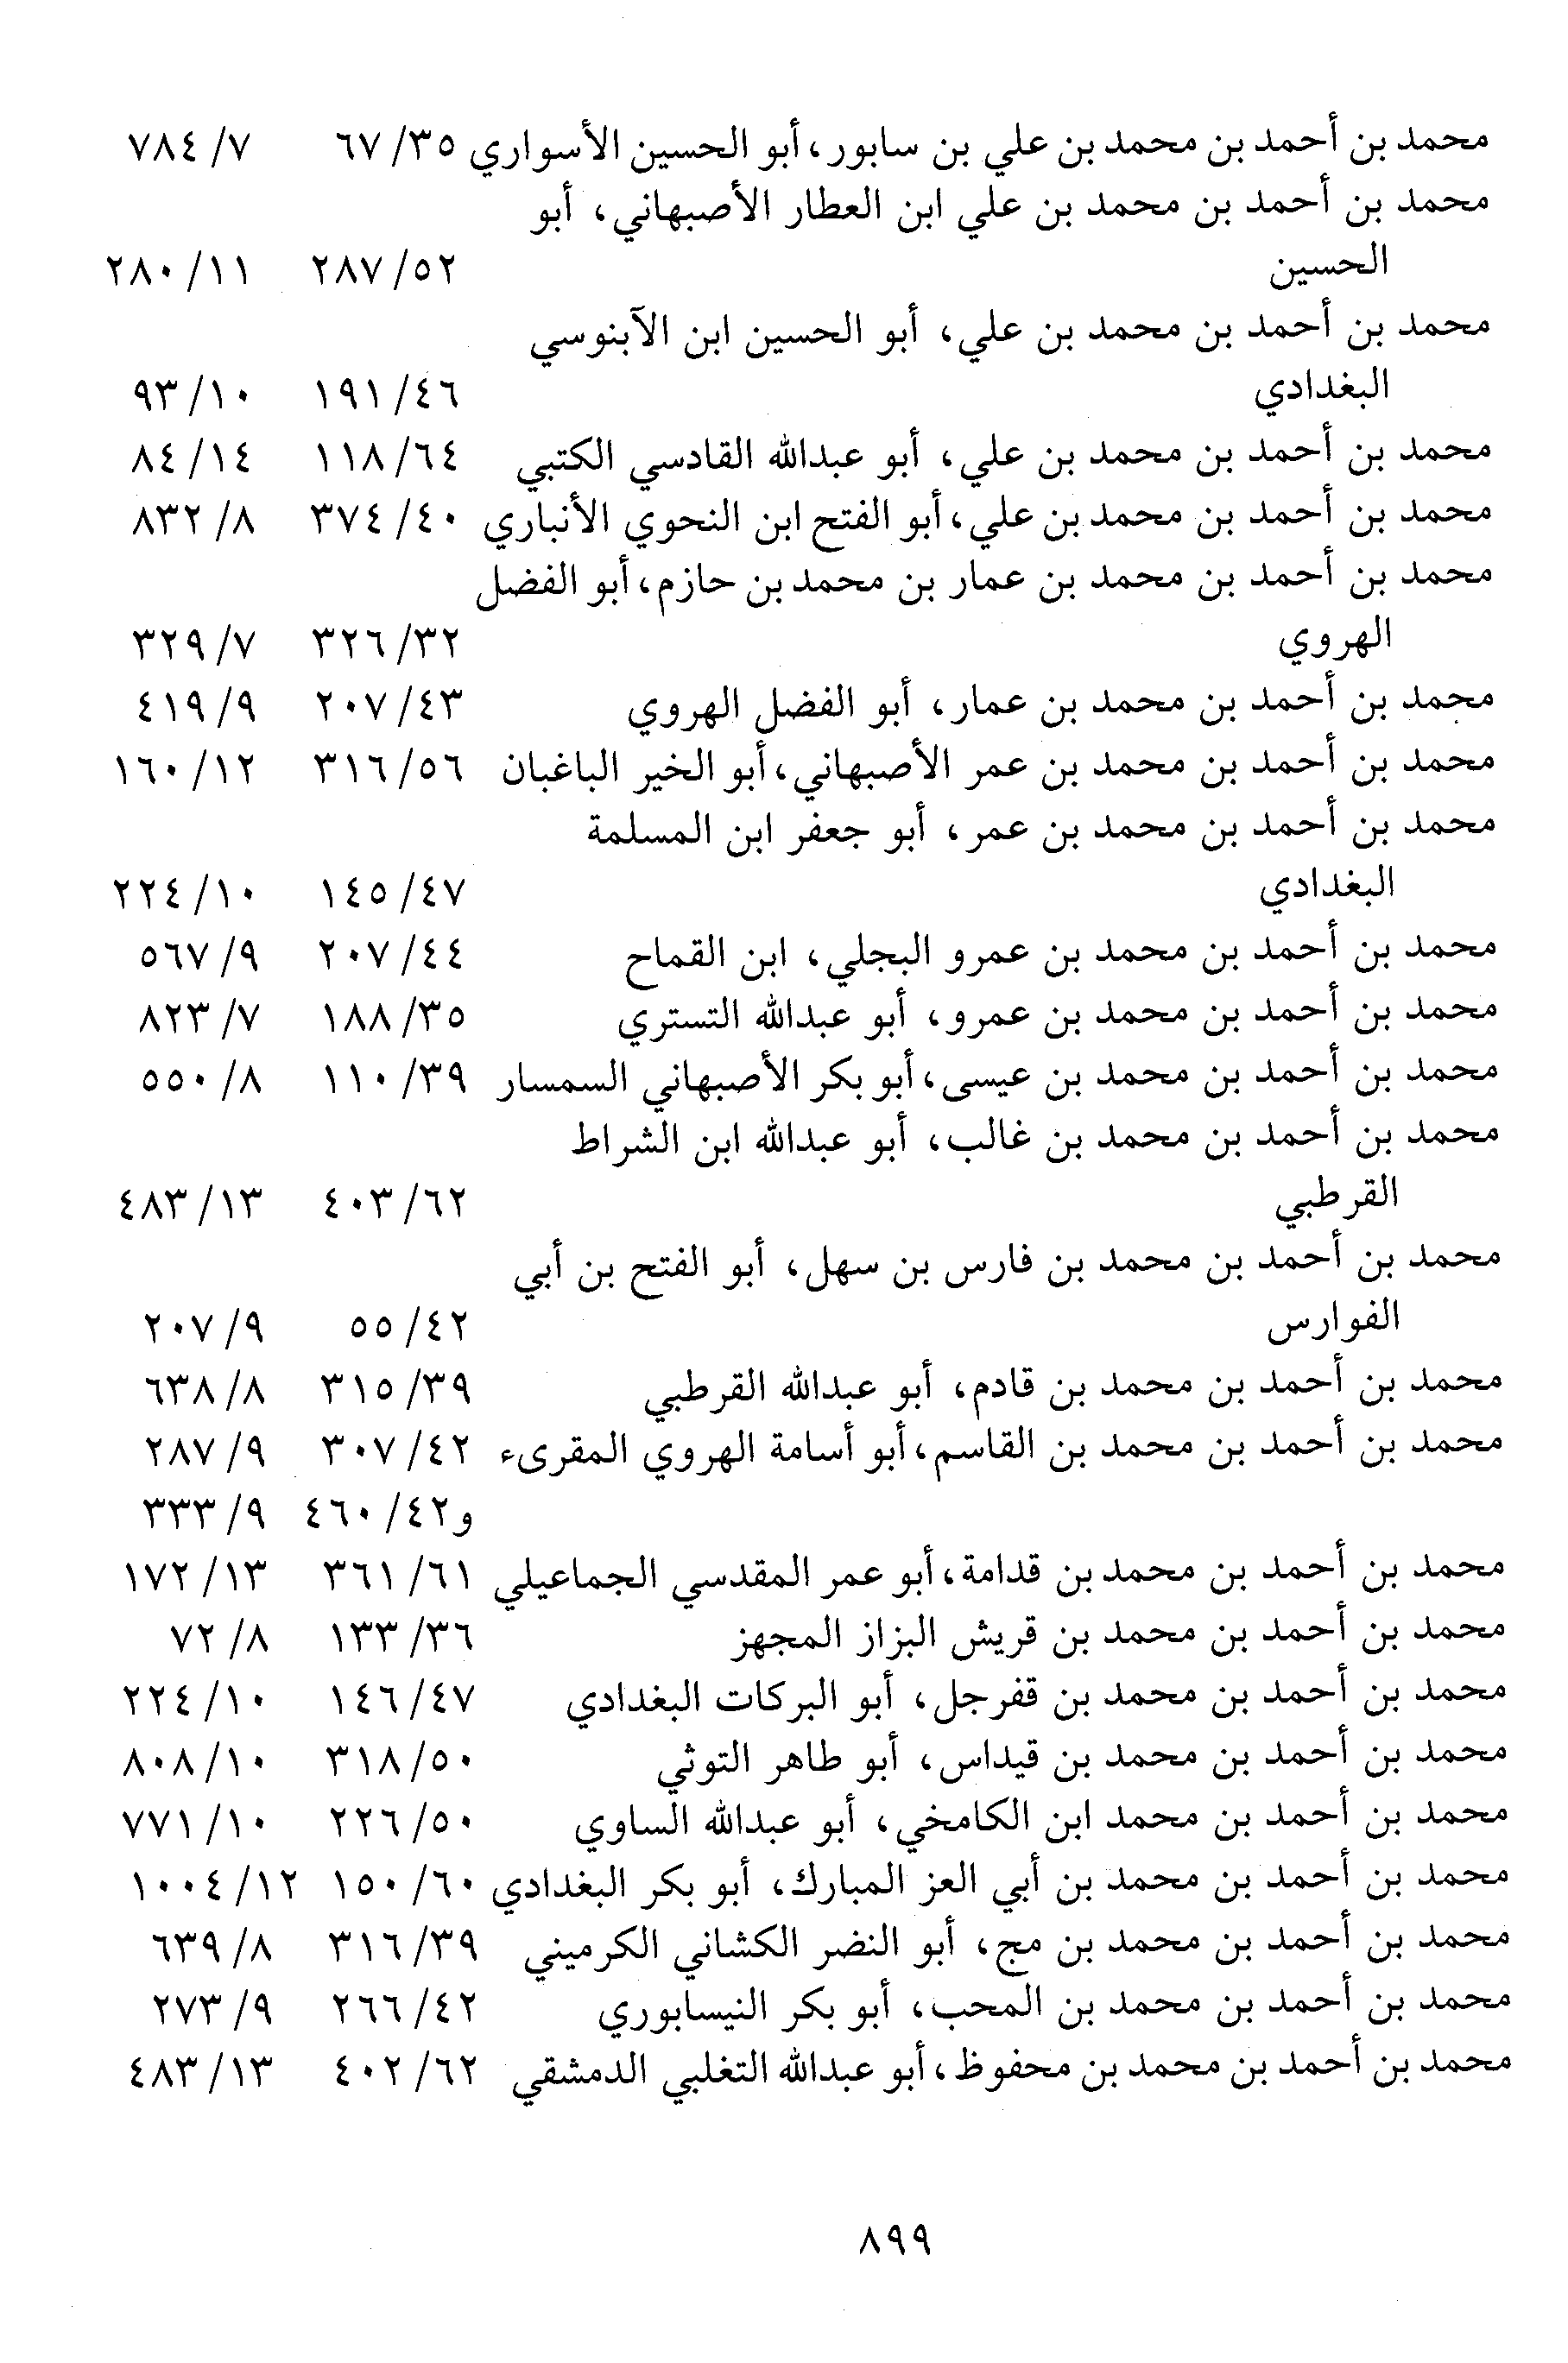 محمد بن أحمد بن محمد بن علي بن سابور، أبو الحسين الأسواري ٣٥/ ٦٧ ٧/ ٧٨٤
محمد بن أحمد بن محمد بن علي ابن العطار الأصبهاني، أبو
الحسين ٥٢/ ٢٨٧ ١١/ ٢٨٠
محمد بن أحمد بن محمد بن علي، أبو الحسين ابن الآبنوسي
البغدادي ٤٦/ ١٩١ ١٠/ ٩٣
محمد بن أحمد بن محمد بن علي، أبو عبدالله القادسي الكتبي ٦٤/ ١١٨ ١٤/ ٨٤
محمد بن أحمد بن محمد بن علي، أبو الفتح ابن النحوي الأنباري ٤٠/ ٣٧٤ ٨/ ٨٣٢
محمد بن أحمد بن محمد بن عمار بن محمد بن حازم، أبو الفضل
الهروي ٣٢/ ٣٢٦ ٧/ ٣٢٩
محمد بن أحمد بن محمد بن عمار، أبو الفضل الهروي ٤٣/ ٢٠٧ ٩/ ٤١٩
محمد بن أحمد بن محمد بن عمر الأصبهاني، أبو الخير الباغبان ٥٦/ ٣١٦ ١٢/ ١٦٠
محمد بن أحمد بن محمد بن عمر، أبو جعفر ابن المسلمة
البغدادي ٤٧/ ١٤٥ ١٠/ ٢٢٤
محمد بن أحمد بن محمد بن عمرو البجلي، ابن القماح ٤٤/ ٢٠٧ ٩/ ٥٦٧
محمد بن أحمد بن محمد بن عمرو، أبو عبدالله التستري ٣٥/ ١٨٨ ٧/ ٨٢٣
محمد بن أحمد بن محمد بن عيسى، أبو بكر الأصبهاني السمسار ٣٩/ ١١٠ ٨/ ٥٥٠
محمد بن أحمد بن محمد بن غالب، أبو عبدالله ابن الشراط
القرطبي ٦٢/ ٤٠٣ ١٣/ ٤٨٣
محمد بن أحمد بن محمد بن فارس بن سهل، أبو الفتح بن أبي
الفوارس ٤٢/ ٥٥ ٩/ ٢٠٧
محمد بن أحمد بن محمد بن قادم، أبو عبدالله القرطبي ٣٩/ ٣١٥ ٨/ ٦٣٨
محمد بن أحمد بن محمد بن القاسم، أبو أسامة الهروي المقرىء ٤٢/ ٣٠٧ ٩/ ٢٨٧
و٤٢/ ٤٦٠ ٩/ ٣٣٣
محمد بن أحمد بن محمد بن قدامة، أبو عمر المقدسي الجماعيلي ٦١/ ٣٦١ ١٣/ ١٧٢
محمد بن أحمد بن محمد بن قريش البزاز المجهز ٣٦/ ١٣٣ ٨/ ٧٢
محمد بن أحمد بن محمد بن قفرجل، أبو البركات البغدادي ٤٧/ ١٤٦ ١٠/ ٢٢٤
محمد بن أحمد بن محمد بن قيداس، أبو طاهر التوثي ٥٠/ ٣١٨ ١٠/ ٨٠٨
محمد بن أحمد بن محمد ابن الكامخي، أبو عبدالله الساوي ٥٠/ ٢٢٦ ١٠/ ٧٧١
محمد بن أحمد بن محمد بن أبي العز المبارك، أبو بكر البغدادي ٦٠/ ١٥٠ ١٢/ ١٠٠٤
محمد بن أحمد بن محمد بن مج، أبو النضر الكشاني الكرميني ٣٩/ ٣١٦ ٨/ ٦٣٩
محمد بن أحمد بن محمد بن المحب، أبو بكر النيسابوري ٤٢/ ٢٦٦ ٩/ ٢٧٣
محمد بن أحمد بن محمد بن محفوظ، أبو عبدالله التغلبي الدمشقي ٦٢/ ٤٠٢ ١٣/ ٤٨٣
٨٩٩